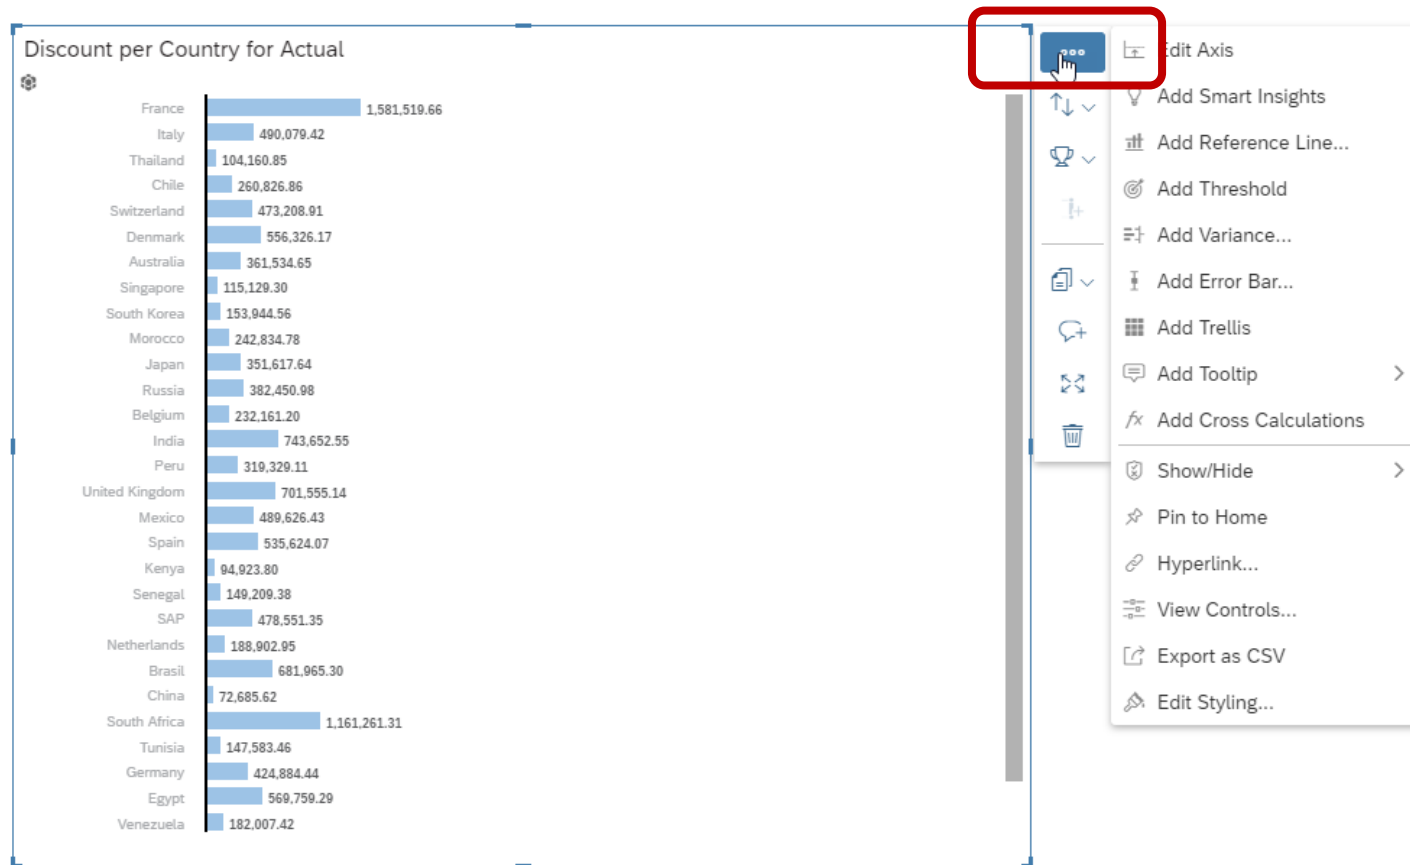 Discount per Country for Actual
France 1,581,519.66
Italy 490,079.42
Thailand 104,160.85
Chile 260,826.86
Switzerland 473,208.91
Denmark 556,326.17
Australia 361,534.65
Singapore 115,129.30
South Korea 153,944.56
Morocco 242,834.78
Japan 351,617.64
Russia 382,450.98
Belgium 232,161.20
India 743,652.55
Peru 319,329.11
United Kingdom 701,555.14
Mexico 489,626.43
Spain 535,624.07
Kenya 94,923.80
Senegal 149,209.38
SAP 478,551.35
Netherlands 188,902.95
Brasil 681,965.30
China 72,685.62
South Africa 1,161,261.31
Tunisia 147,583.46
Germany 424,884.44
Egypt 569,759.29
Venezuela 182,007.42
Edit Axis
Add Smart Insights
Add Reference Line...
Add Threshold
Add Variance...
Add Error Bar...
Add Trellis
Add Tooltip
fx Add Cross Calculations
Show/Hide
Pin to Home
Hyperlink...
View Controls...
Export as CSV
Edit Styling...